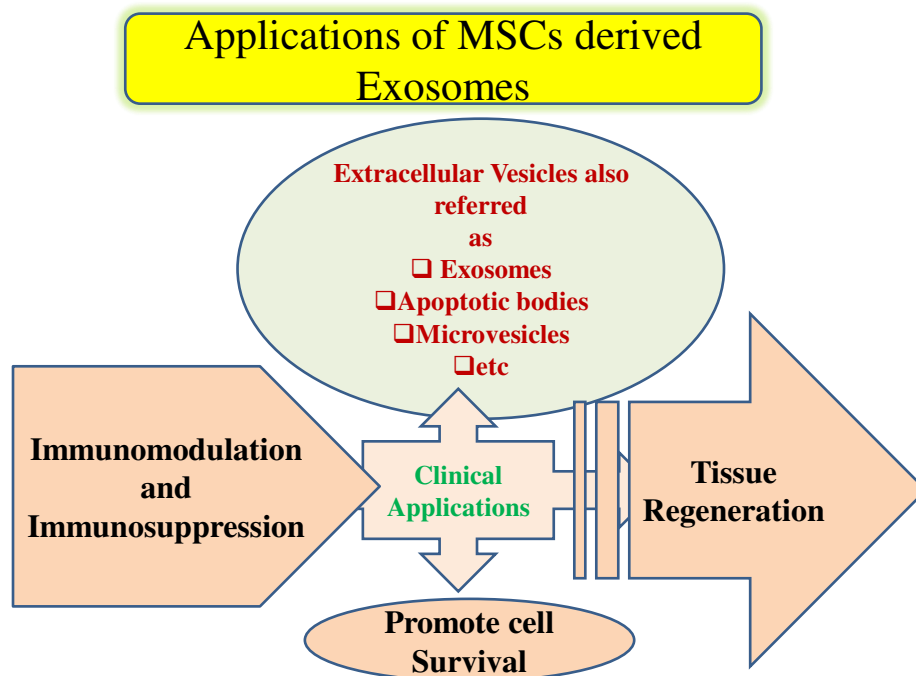 Applications of MSCs derived
Exosomes
Extracellular Vesicles also
referred
as
❑ Exosomes
❑Apoptotic bodies
❑Microvesicles
❑etc
Immunomodulation
and
Immunosuppression
Clinical
Applications
Tissue
Regeneration
Promote cell
Survival